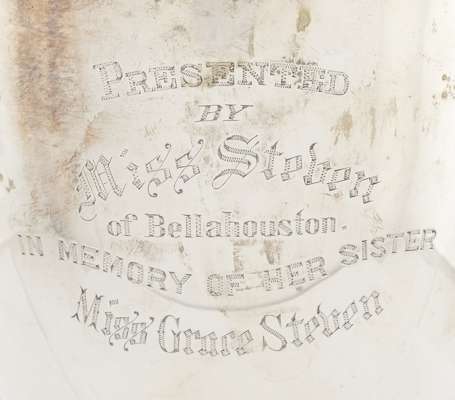 PRESENTED
BY
Miss Steven
of Bellahouston.
IN MEMORY OF HER SISTER
Miss Grace Steven